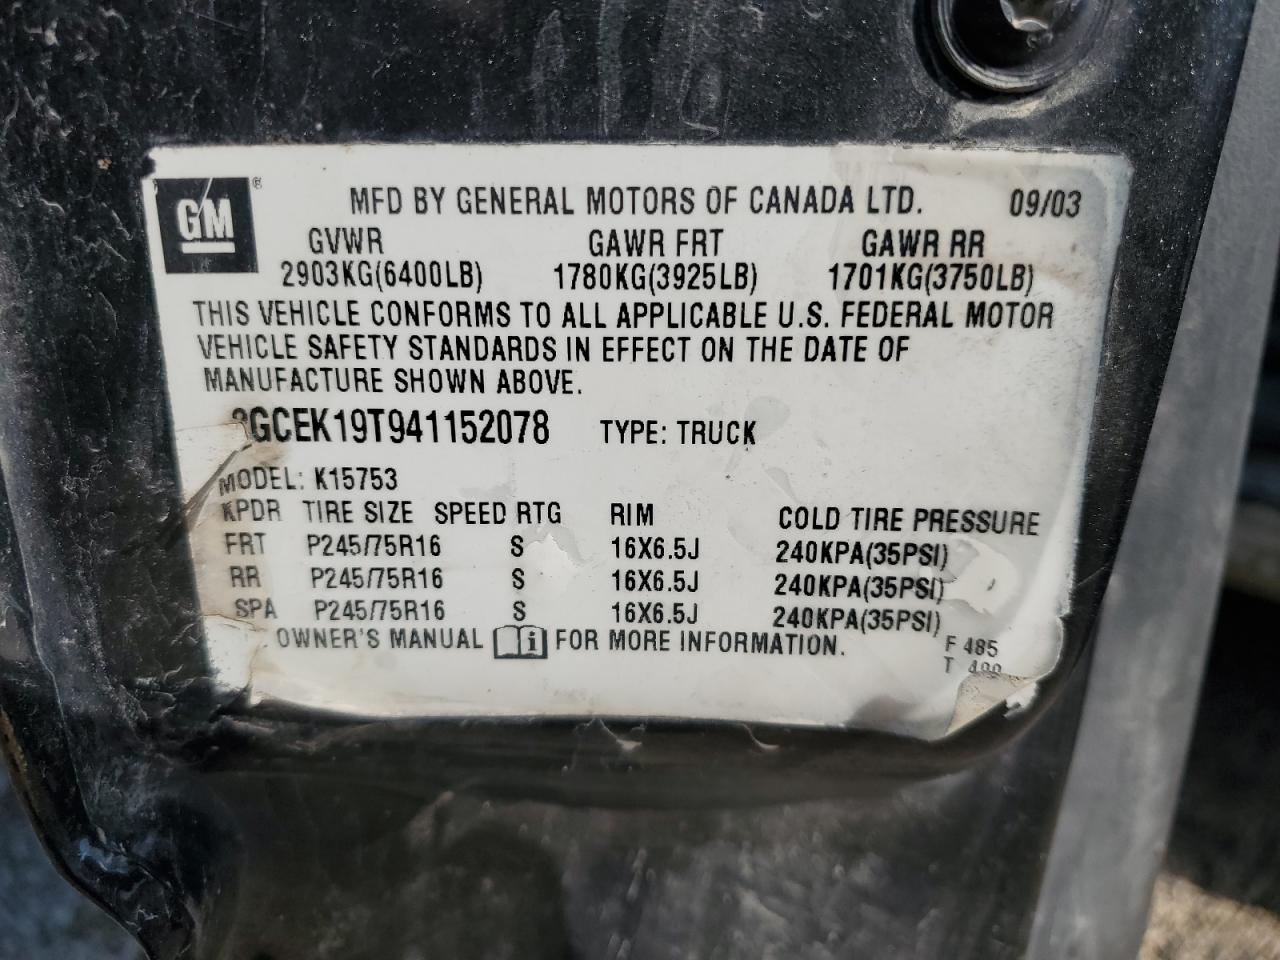 GM ® MFD BY GENERAL MOTORS OF CANADA LTD. 09/03
GVWR GAWR FRT GAWR RR
2903KG(6400LB) 1780KG(3925LB) 1701KG(3750LB)
THIS VEHICLE CONFORMS TO ALL APPLICABLE U.S. FEDERAL MOTOR
VEHICLE SAFETY STANDARDS IN EFFECT ON THE DATE OF
MANUFACTURE SHOWN ABOVE.
GCEK19T941152078 TYPE: TRUCK
MODEL: K15753
KPDR TIRE SIZE SPEED RTG RIM COLD TIRE PRESSURE
FRT P245/75R16 S 16X6.5J 240KPA(35PSI)
RR P245/75R16 S 16X6.5J 240KPA(35PSI)
SPA P245/75R16 S 16X6.5J 240KPA(35PSI)
OWNER'S MANUAL i FOR MORE INFORMATION.
F 485
T